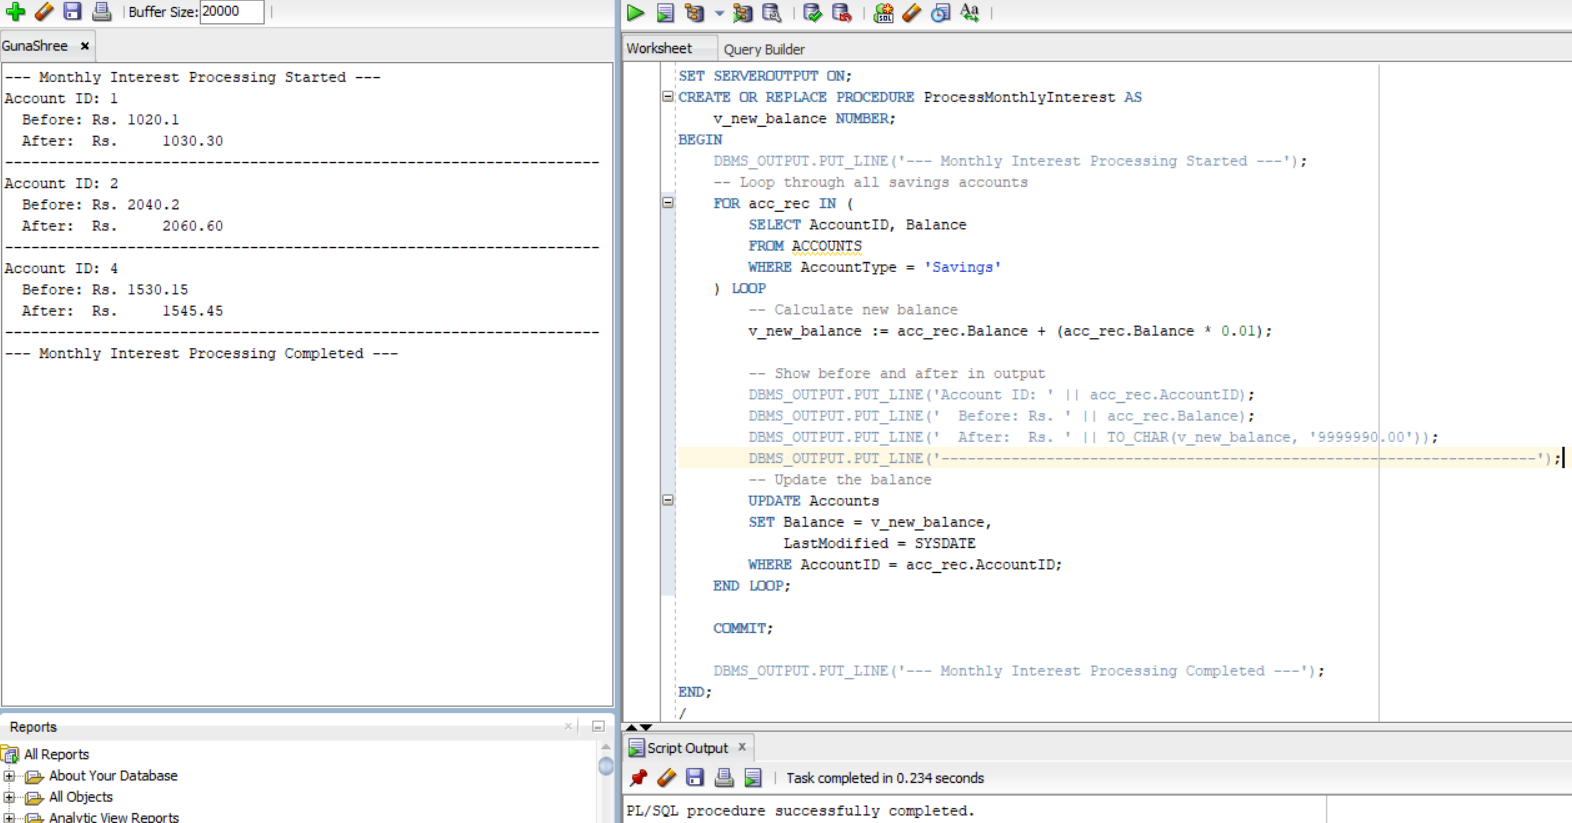 Buffer Size: 20000
GunaShree
--- Monthly Interest Processing Started ---
Account ID: 1
  Before: Rs. 1020.1
  After:  Rs.     1030.30
--------------------------------------------------------------------
Account ID: 2
  Before: Rs. 2040.2
  After:  Rs.     2060.60
--------------------------------------------------------------------
Account ID: 4
  Before: Rs. 1530.15
  After:  Rs.     1545.45
--------------------------------------------------------------------
--- Monthly Interest Processing Completed ---
Reports
All Reports
About Your Database
All Objects
Analytic View Reports
Worksheet Query Builder
SET SERVEROUTPUT ON;
CREATE OR REPLACE PROCEDURE ProcessMonthlyInterest AS
    v_new_balance NUMBER;
BEGIN
    DBMS_OUTPUT.PUT_LINE('--- Monthly Interest Processing Started ---');
    -- Loop through all savings accounts
    FOR acc_rec IN (
        SELECT AccountID, Balance
        FROM ACCOUNTS
        WHERE AccountType = 'Savings'
    ) LOOP
        -- Calculate new balance
        v_new_balance := acc_rec.Balance + (acc_rec.Balance * 0.01);
        -- Show before and after in output
        DBMS_OUTPUT.PUT_LINE('Account ID: ' || acc_rec.AccountID);
        DBMS_OUTPUT.PUT_LINE('  Before: Rs. ' || acc_rec.Balance);
        DBMS_OUTPUT.PUT_LINE('  After:  Rs. ' || TO_CHAR(v_new_balance, '9999990.00'));
        DBMS_OUTPUT.PUT_LINE('--------------------------------------------------------------------');
        -- Update the balance
        UPDATE Accounts
        SET Balance = v_new_balance,
            LastModified = SYSDATE
        WHERE AccountID = acc_rec.AccountID;
    END LOOP;
    COMMIT;
    DBMS_OUTPUT.PUT_LINE('--- Monthly Interest Processing Completed ---');
END;
/
Script Output
Task completed in 0.234 seconds
PL/SQL procedure successfully completed.